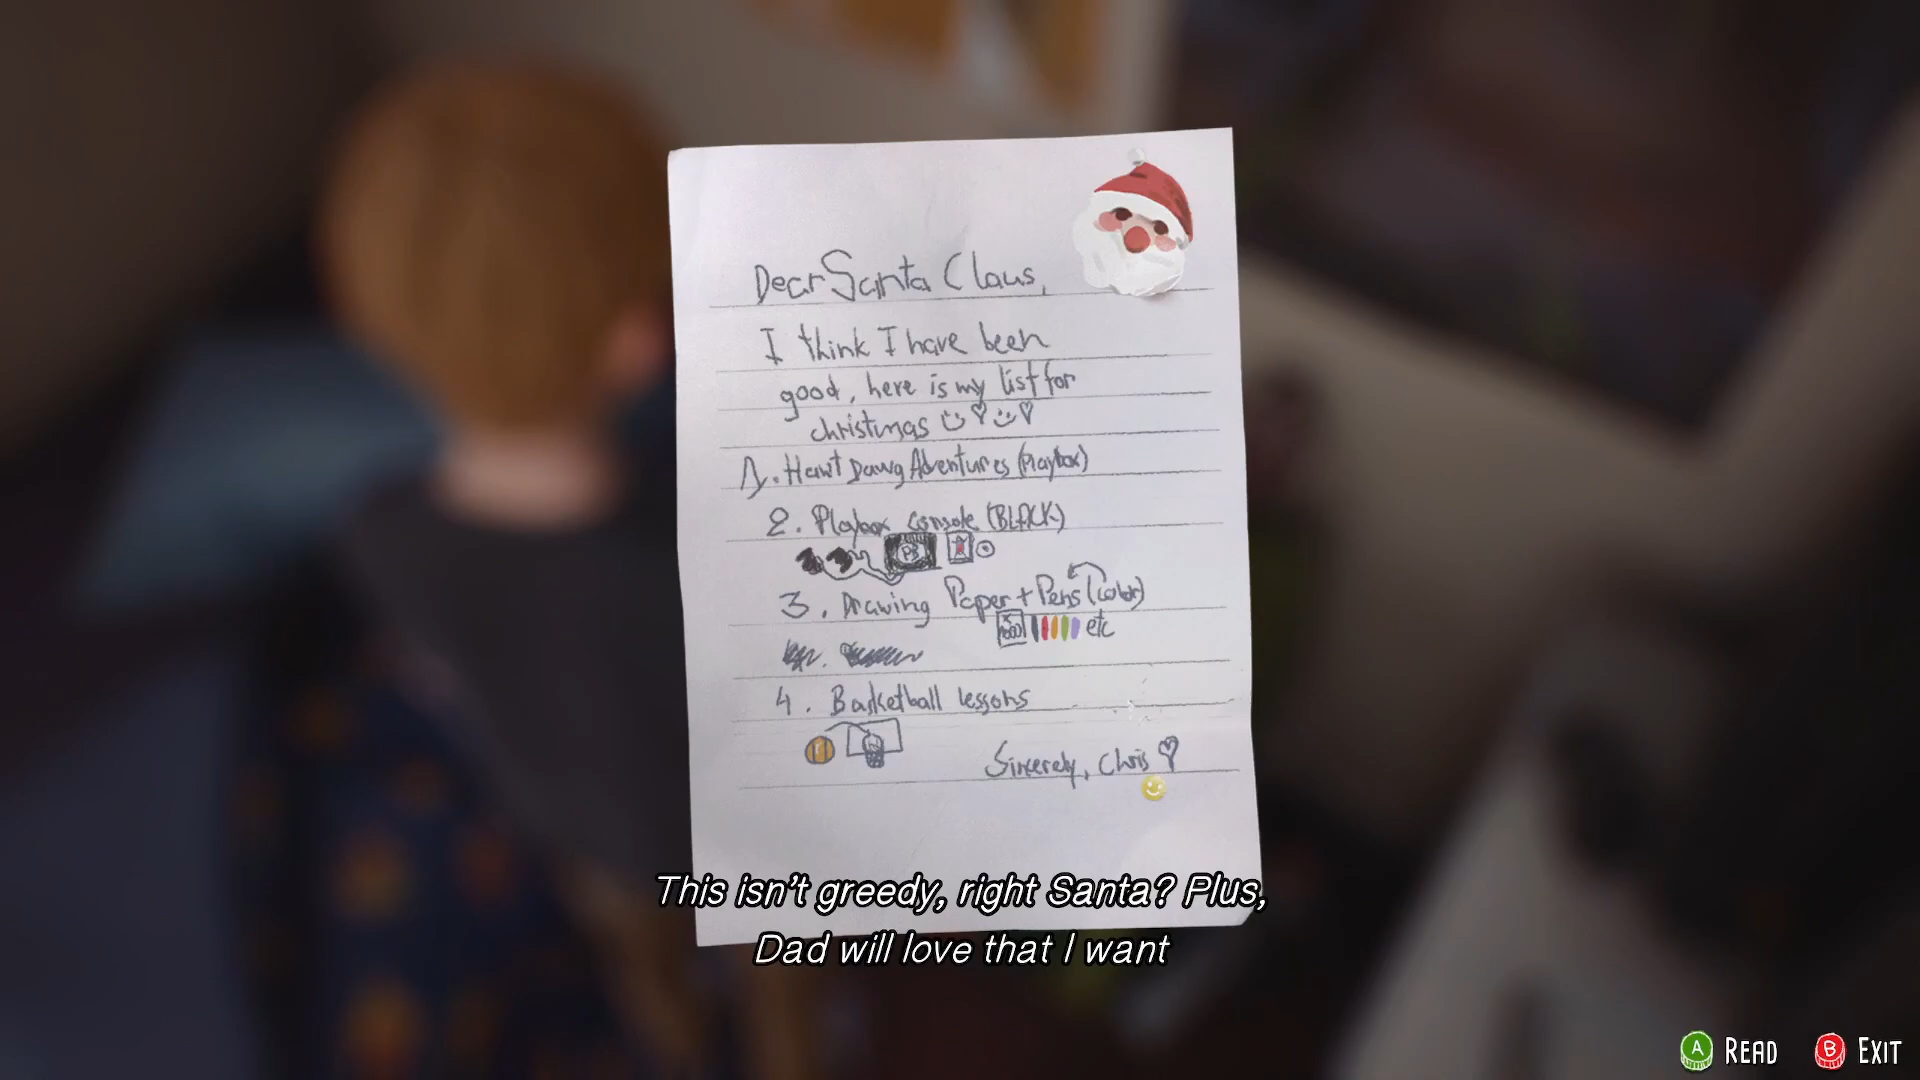 Dear Santa Claus,
I think I have been
good, here is my list for
christmas
1. Hawt Dawg Adventures (Playbox)
2. Playbox console (BLACK)
PB
3. Drawing Paper + Pens (color)
etc
4. Basketball lessons
Sincerely, Chris
This isn't greedy, right Santa? Plus,
Dad will love that I want
A READ B EXIT